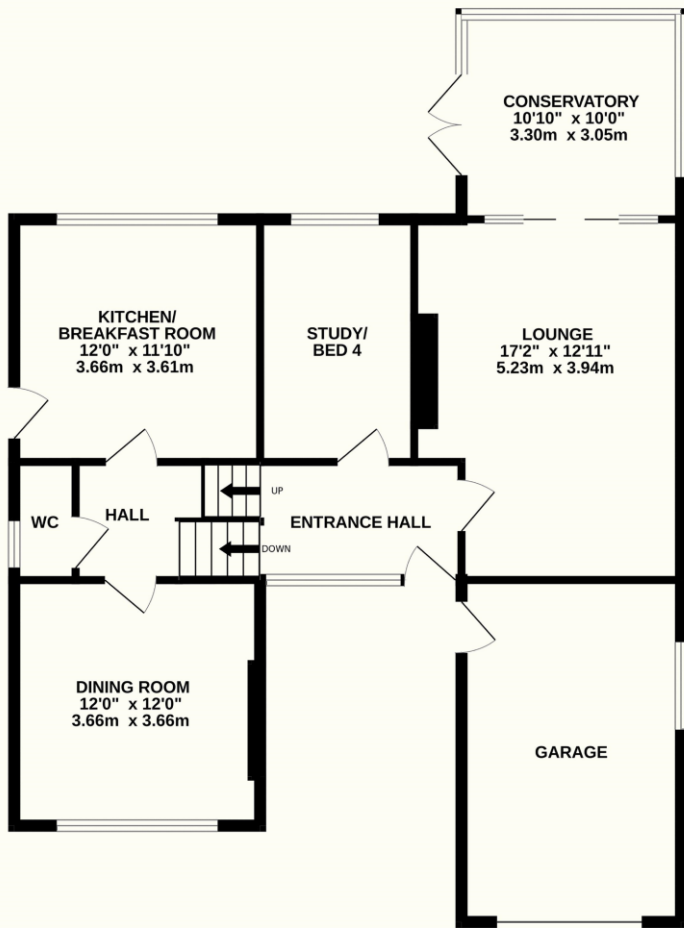 CONSERVATORY
10'10" x 10'0"
3.30m x 3.05m
KITCHEN/
BREAKFAST ROOM
12'0" x 11'10"
3.66m x 3.61m
STUDY/
BED 4
LOUNGE
17'2" x 12'11"
5.23m x 3.94m
UP
WC
HALL
ENTRANCE HALL
DOWN
DINING ROOM
12'0" x 12'0"
3.66m x 3.66m
GARAGE